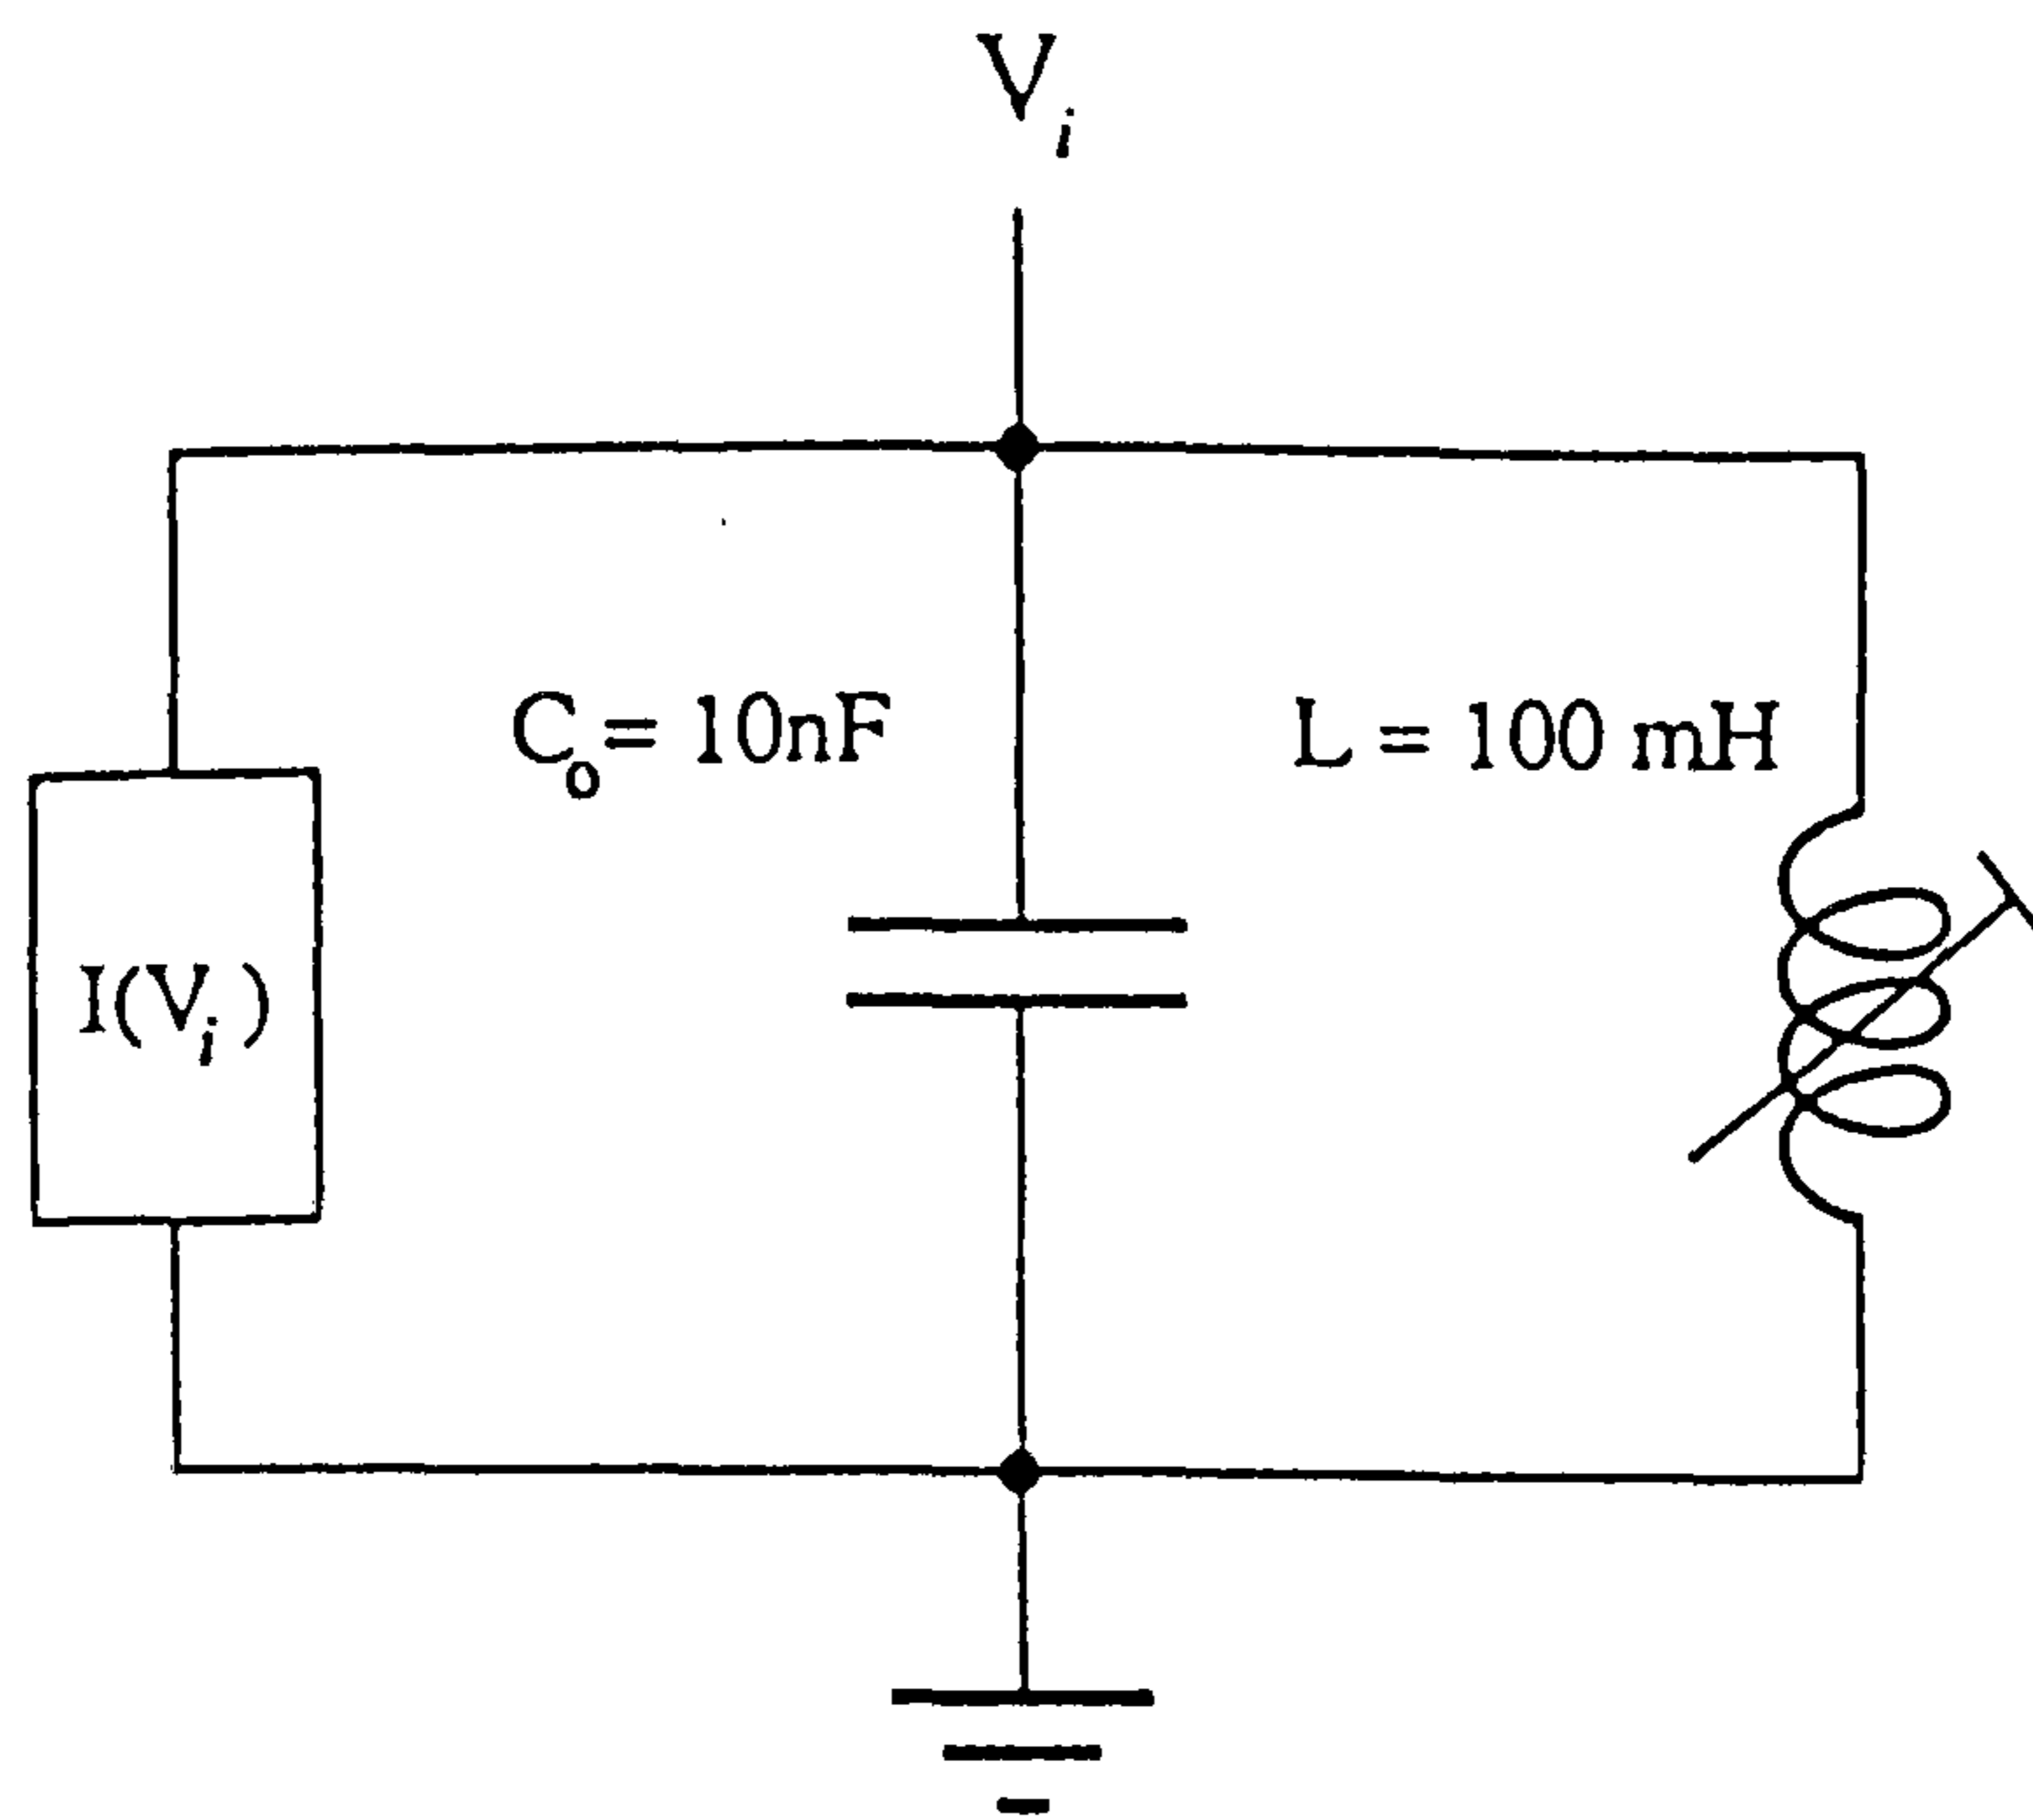 V_i
C_o = 10nF
L = 100 mH
I(V_i)